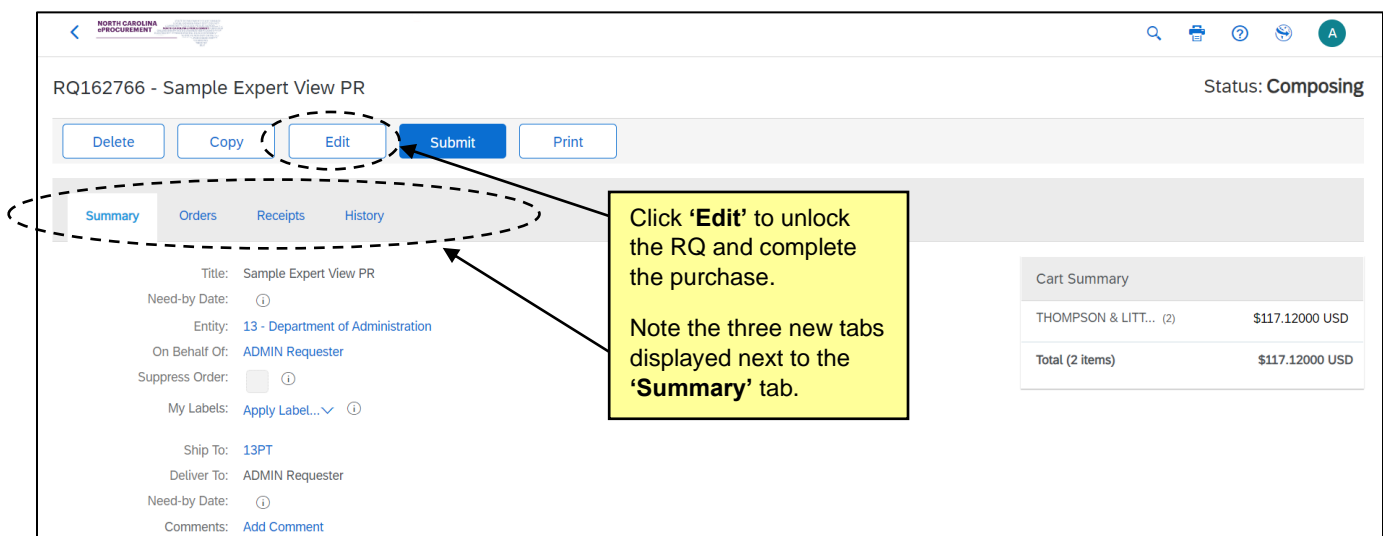 NORTH CAROLINA
ePROCUREMENT
A
RQ162766 - Sample Expert View PR
Status: Composing
Delete Copy Edit Submit Print
Summary Orders Receipts History
Click ‘Edit’ to unlock
the RQ and complete
the purchase.
Note the three new tabs
displayed next to the
‘Summary’ tab.
Title: Sample Expert View PR
Need-by Date:
Entity: 13 - Department of Administration
On Behalf Of: ADMIN Requester
Suppress Order:
My Labels: Apply Label...
Ship To: 13PT
Deliver To: ADMIN Requester
Need-by Date:
Comments: Add Comment
Cart Summary
THOMPSON & LITT... (2) $117.12000 USD
Total (2 items) $117.12000 USD